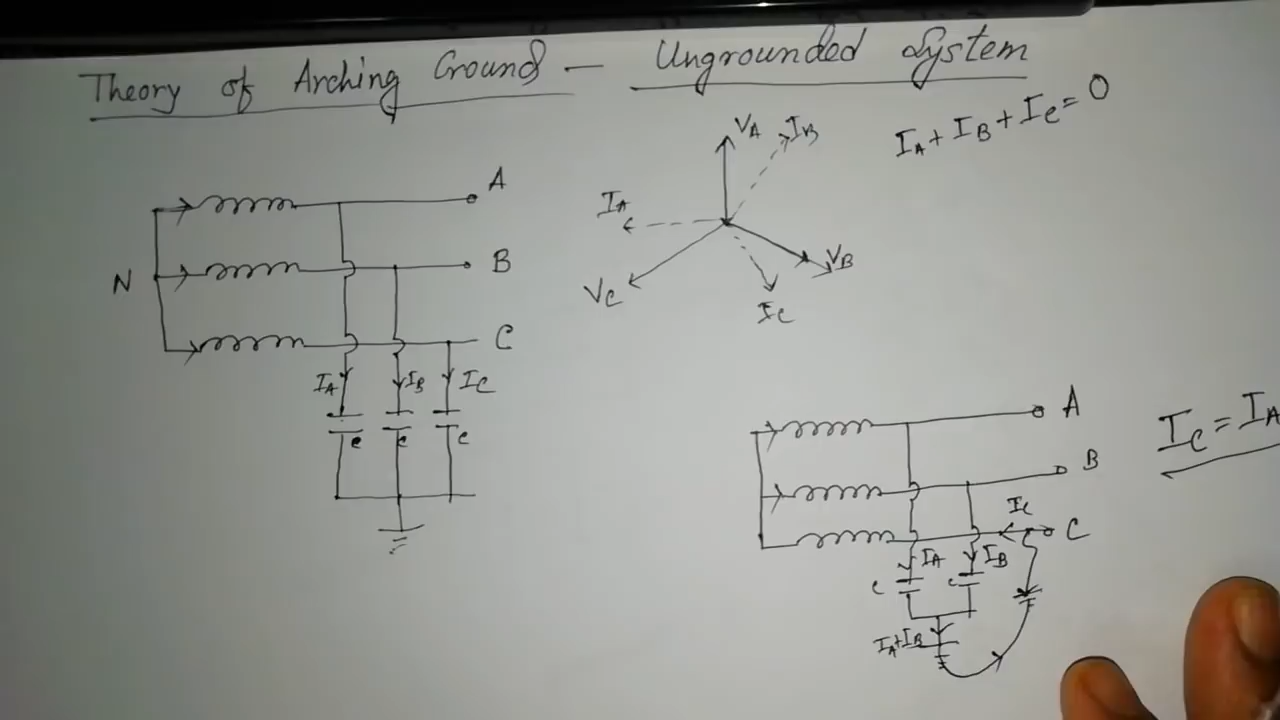 Theory of Arching Ground — Ungrounded System
VA
IB
IA + IB + IC = 0
IA
VB
VC
IC
A
N
B
C
IA
IB
IC
c
c
c
A
B
IC
C
IA
IB
c
c
IA+IB
IC = IA